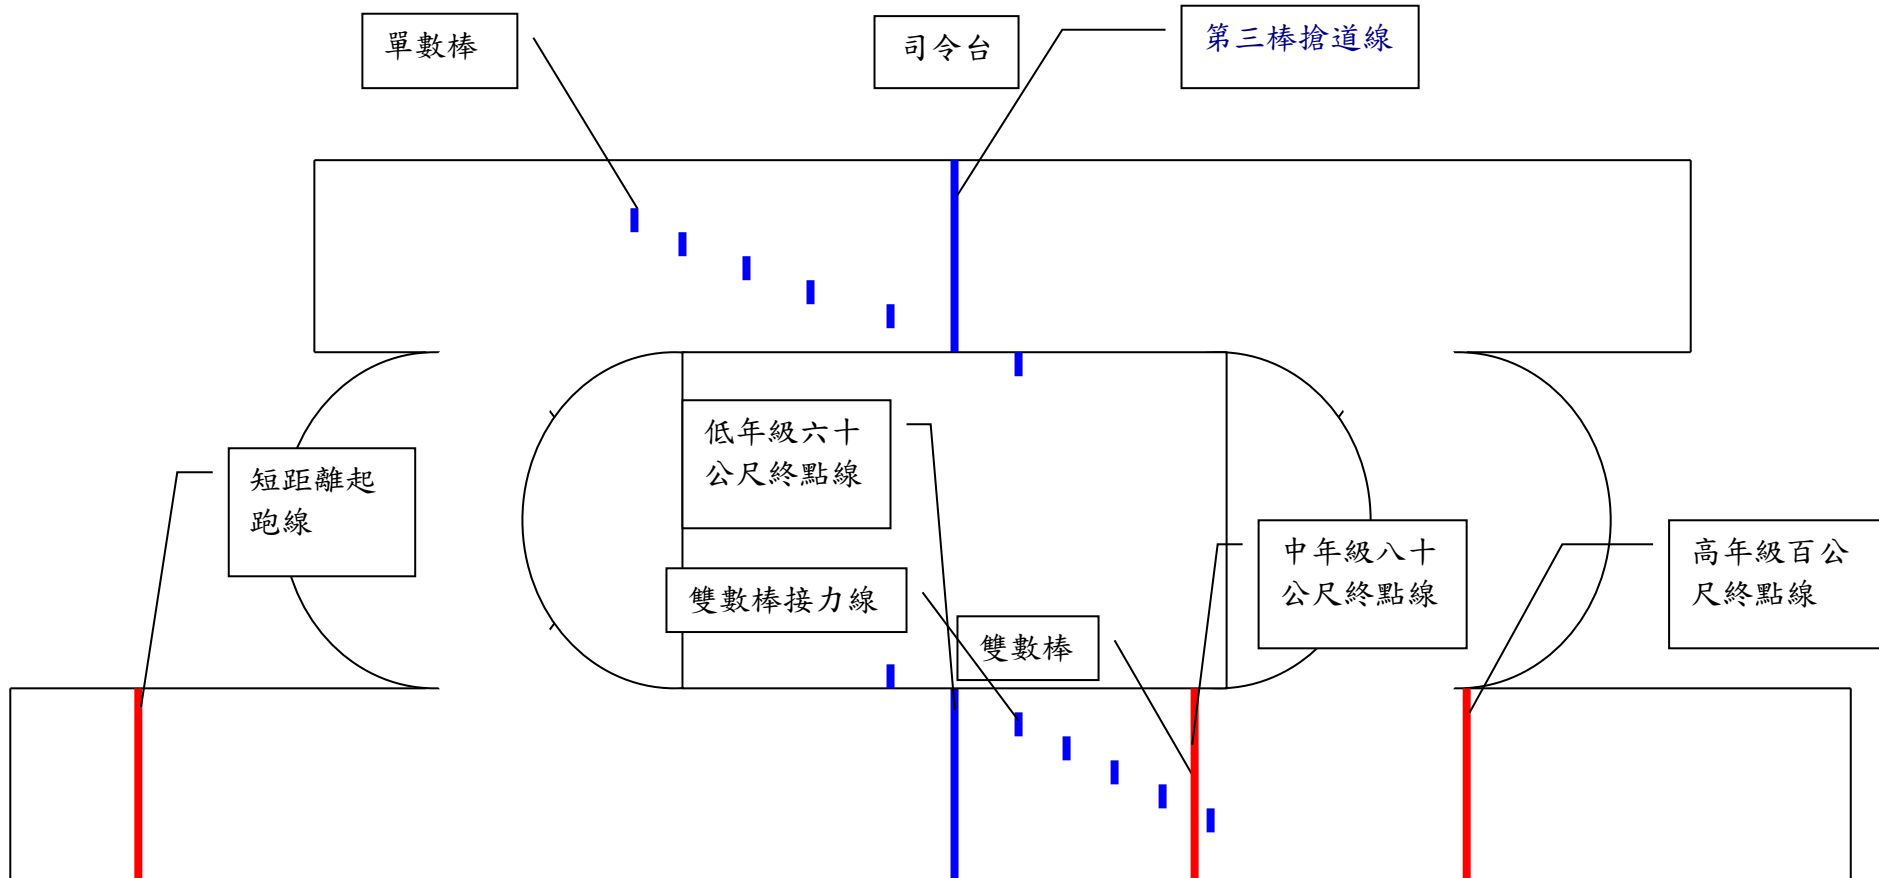 單數棒
司令台
第三棒搶道線
低年級六十
公尺終點線
短距離起
跑線
中年級八十
公尺終點線
高年級百公
尺終點線
雙數棒接力線
雙數棒